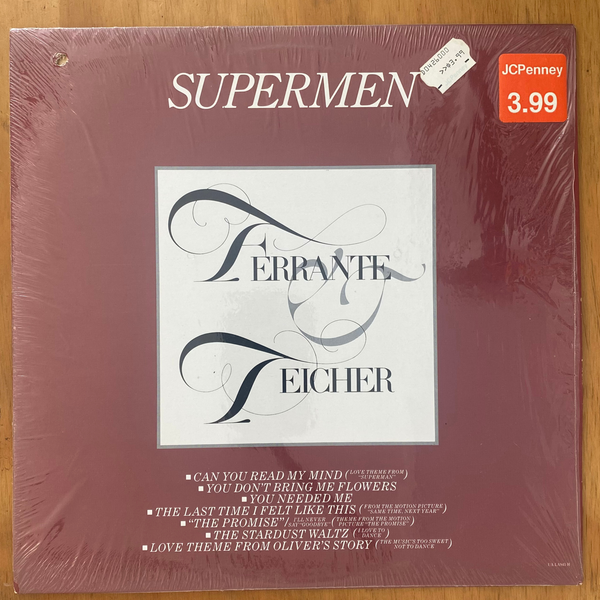 SUPERMEN
00426000
>>$3.99
JCPenney
3.99
FERRANTE
&
TEICHER
CAN YOU READ MY MIND (LOVE THEME FROM "SUPERMAN")
YOU DON'T BRING ME FLOWERS
YOU NEEDED ME
THE LAST TIME I FELT LIKE THIS (FROM THE MOTION PICTURE "SAME TIME, NEXT YEAR")
"THE PROMISE" (I'LL NEVER SAY "GOODBYE") (THEME FROM THE MOTION PICTURE "THE PROMISE")
THE STARDUST WALTZ (I LOVE TO DANCE)
LOVE THEME FROM OLIVER'S STORY (THE MUSIC'S TOO SWEET NOT TO DANCE)